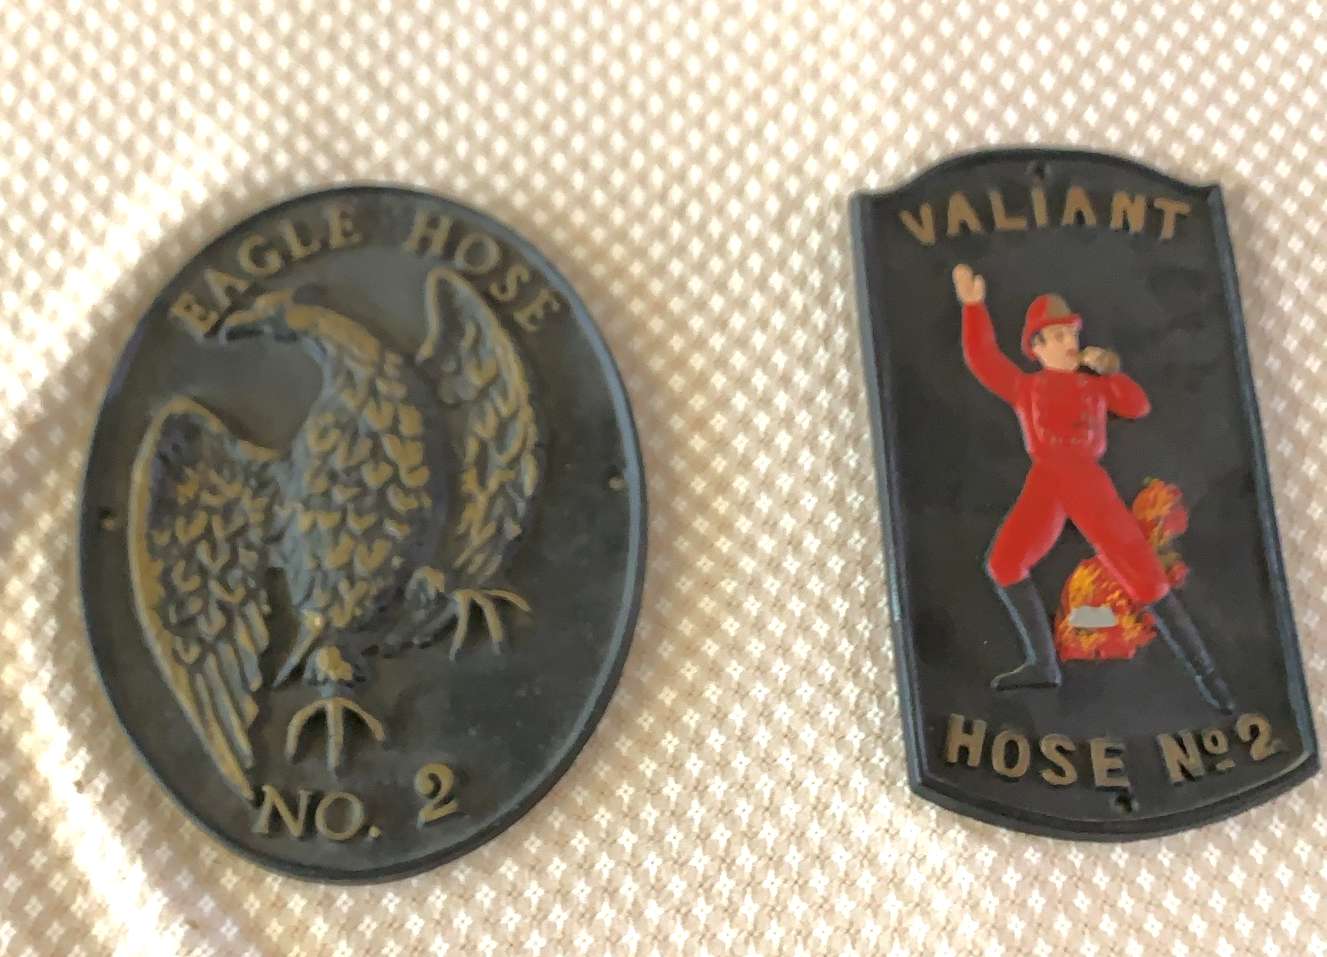 EAGLE HOSE
NO. 2
VALIANT
HOSE Nº 2